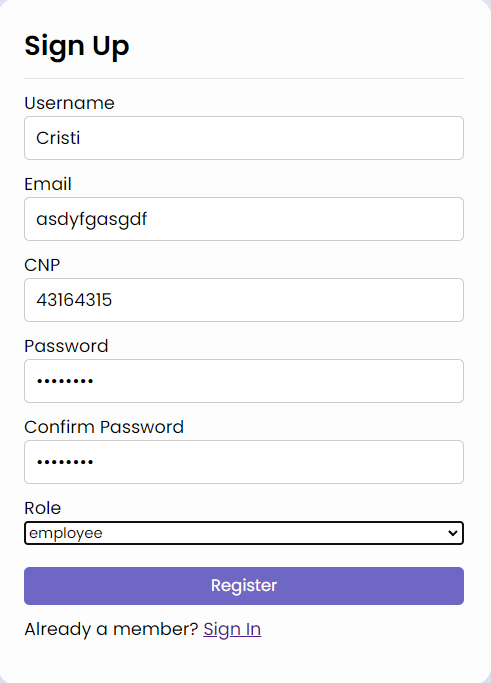 Sign Up
Username
Cristi
Email
asdyfgasgdf
CNP
43164315
Password
••••••••
Confirm Password
••••••••
Role
employee
Register
Already a member? Sign In